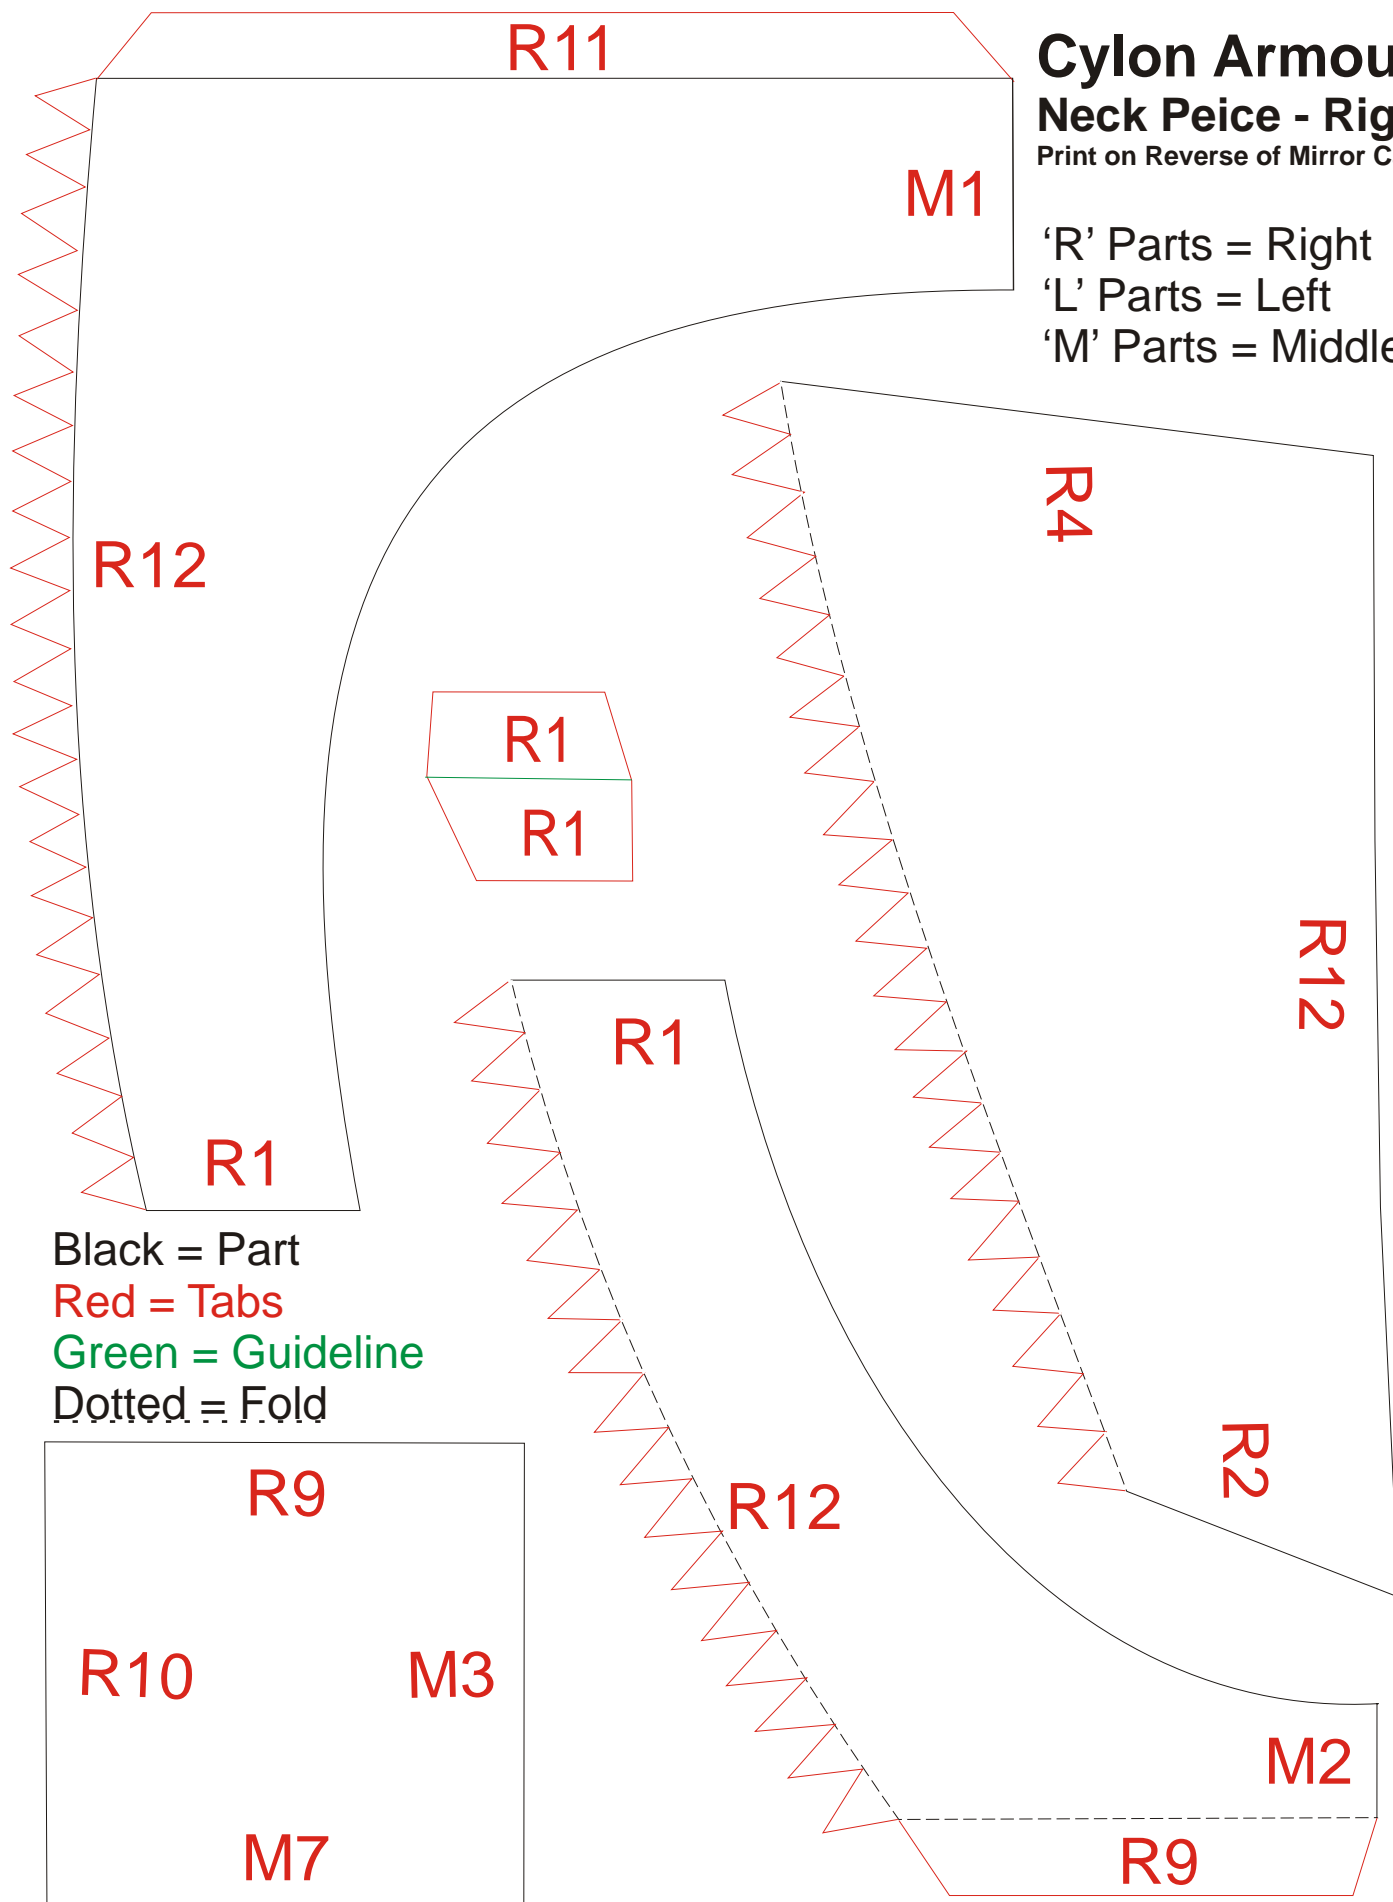 R11
Cylon Armou
Neck Peice - Rig
Print on Reverse of Mirror C
M1
‘R’ Parts = Right
‘L’ Parts = Left
‘M’ Parts = Middle
R4
R12
R1
R1
R12
R1
R1
Black = Part
Red = Tabs
Green = Guideline
Dotted = Fold
R2
R9
R12
R10
M3
M2
M7
R9